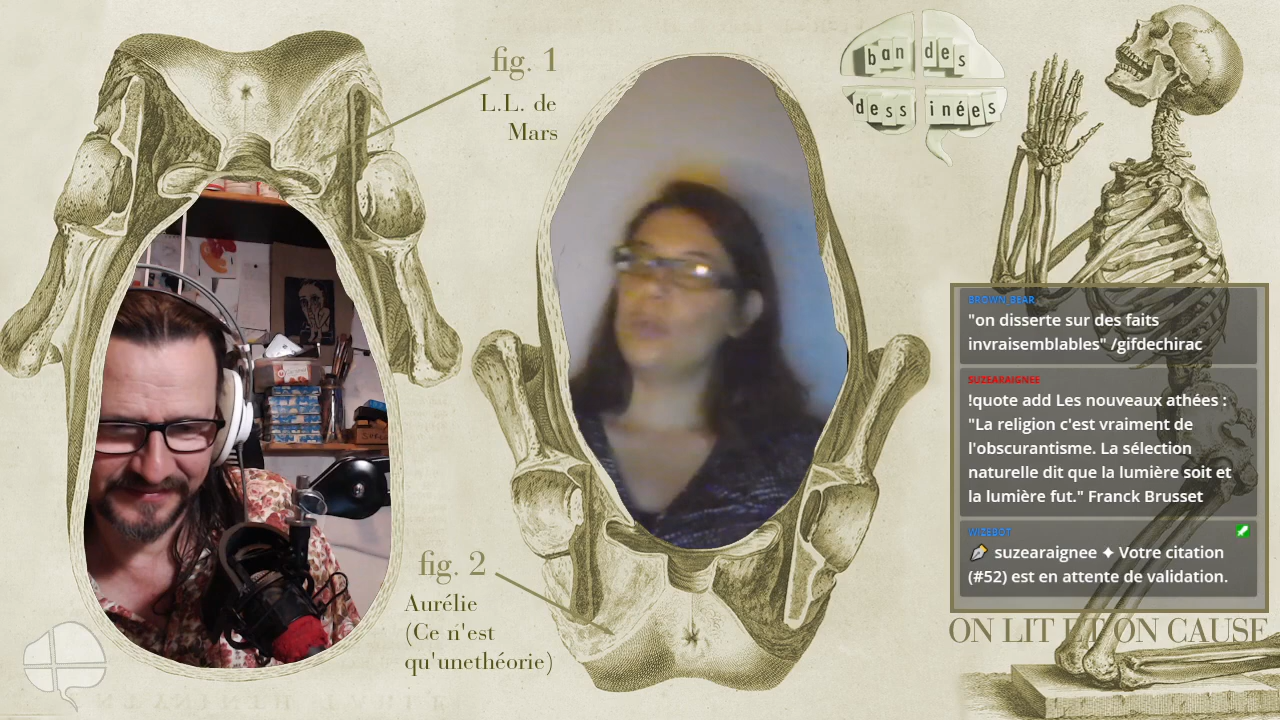 fig. 1
L.L. de
Mars
ban des
dess inées
BROWN BEAR
"on disserte sur des faits
invraisemblables" /gifdechirac
SUZEARAIGNEE
!quote add Les nouveaux athées :
"La religion c'est vraiment de
l'obscurantisme. La sélection
naturelle dit que la lumière soit et
la lumière fut." Franck Brusset
WIZEBOT
suzearaignee ✦ Votre citation
(#52) est en attente de validation.
fig. 2
Aurélie
(Ce n'est
qu'unethéorie)
ON LIT ET ON CAUSE